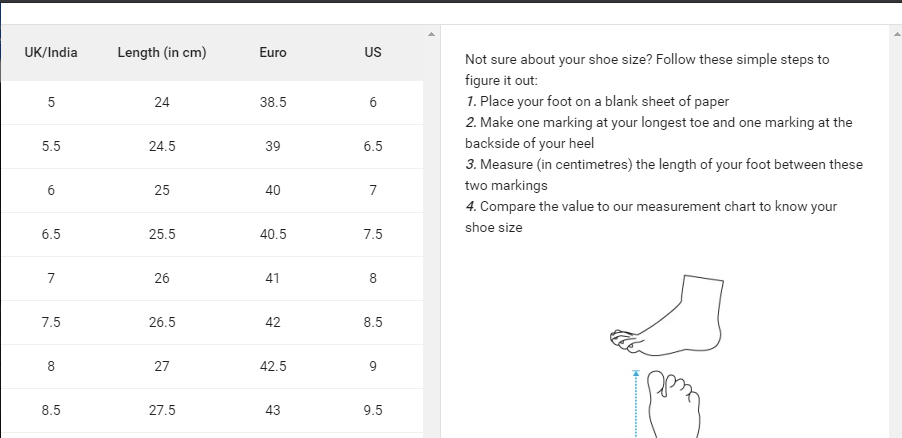 UK/India Length (in cm) Euro US
5 24 38.5 6
5.5 24.5 39 6.5
6 25 40 7
6.5 25.5 40.5 7.5
7 26 41 8
7.5 26.5 42 8.5
8 27 42.5 9
8.5 27.5 43 9.5
Not sure about your shoe size? Follow these simple steps to
figure it out:
1. Place your foot on a blank sheet of paper
2. Make one marking at your longest toe and one marking at the
backside of your heel
3. Measure (in centimetres) the length of your foot between these
two markings
4. Compare the value to our measurement chart to know your
shoe size